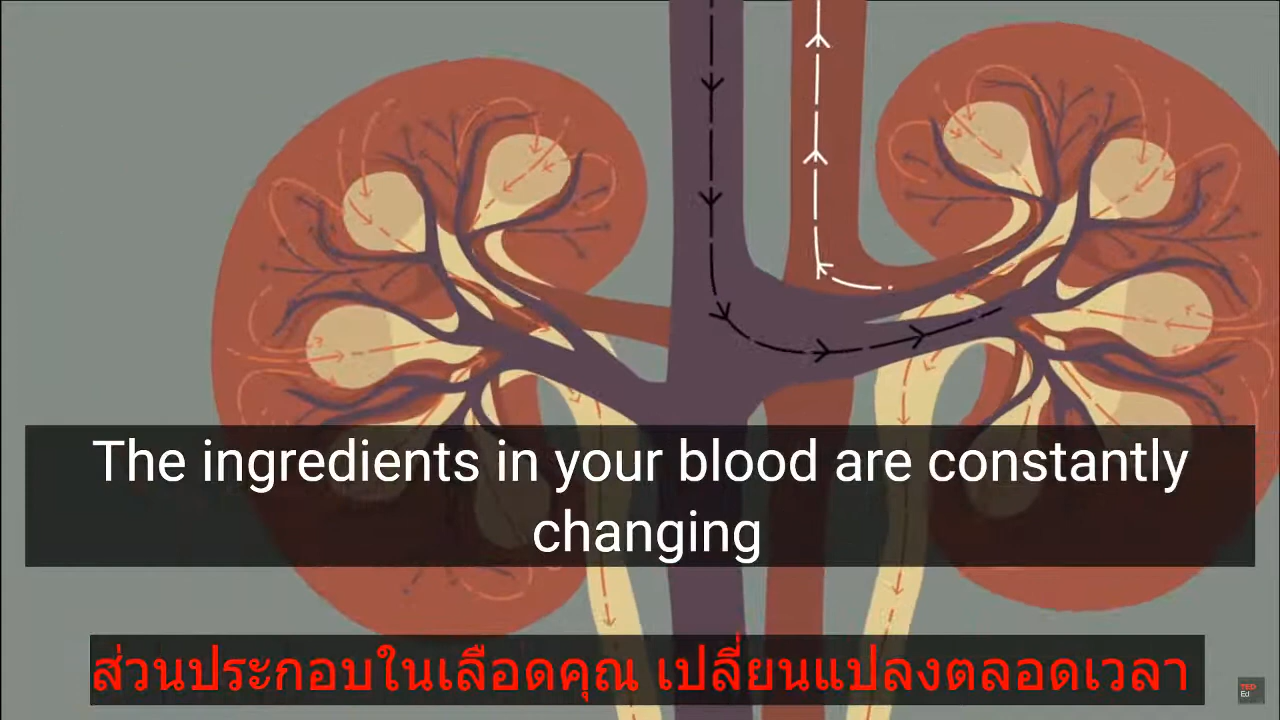 The ingredients in your blood are constantly
changing
ส่วนประกอบในเลือดคุณ เปลี่ยนแปลงตลอดเวลา
TED
Ed